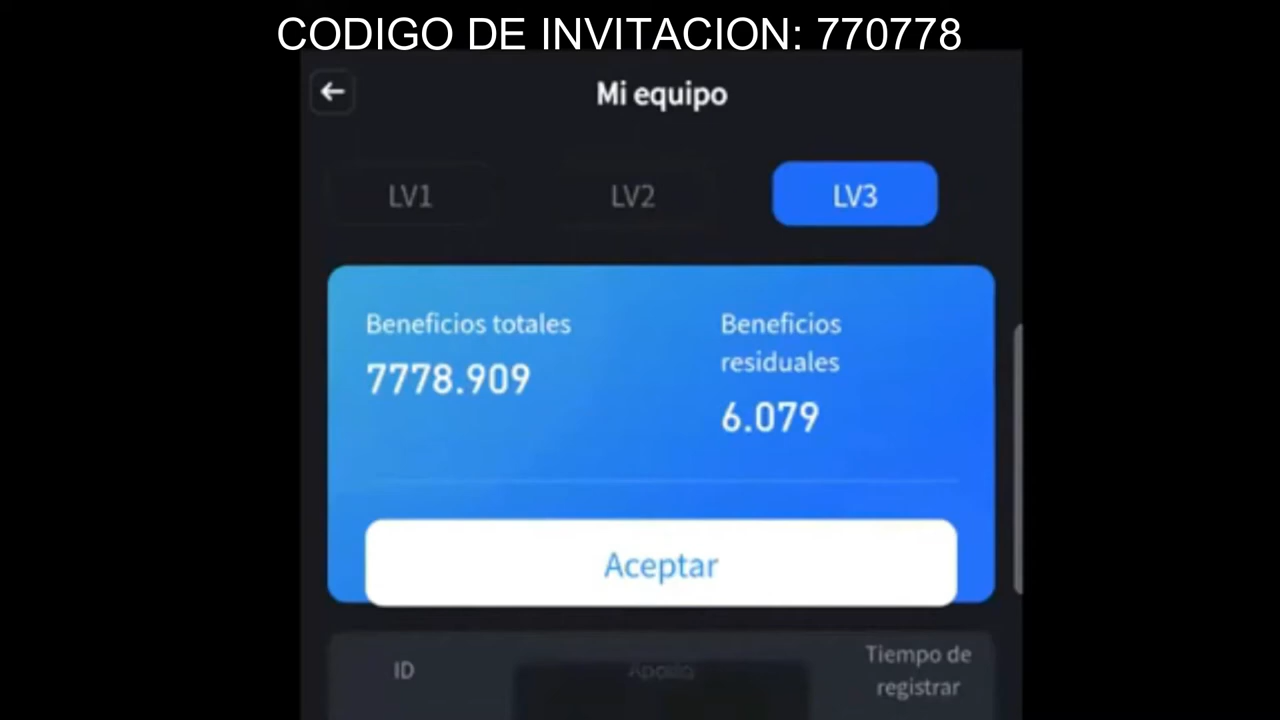 CODIGO DE INVITACION: 770778
Mi equipo
LV1 LV2 LV3
Beneficios totales
7778.909
Beneficios
residuales
6.079
Aceptar
ID
Tiempo de
registrar